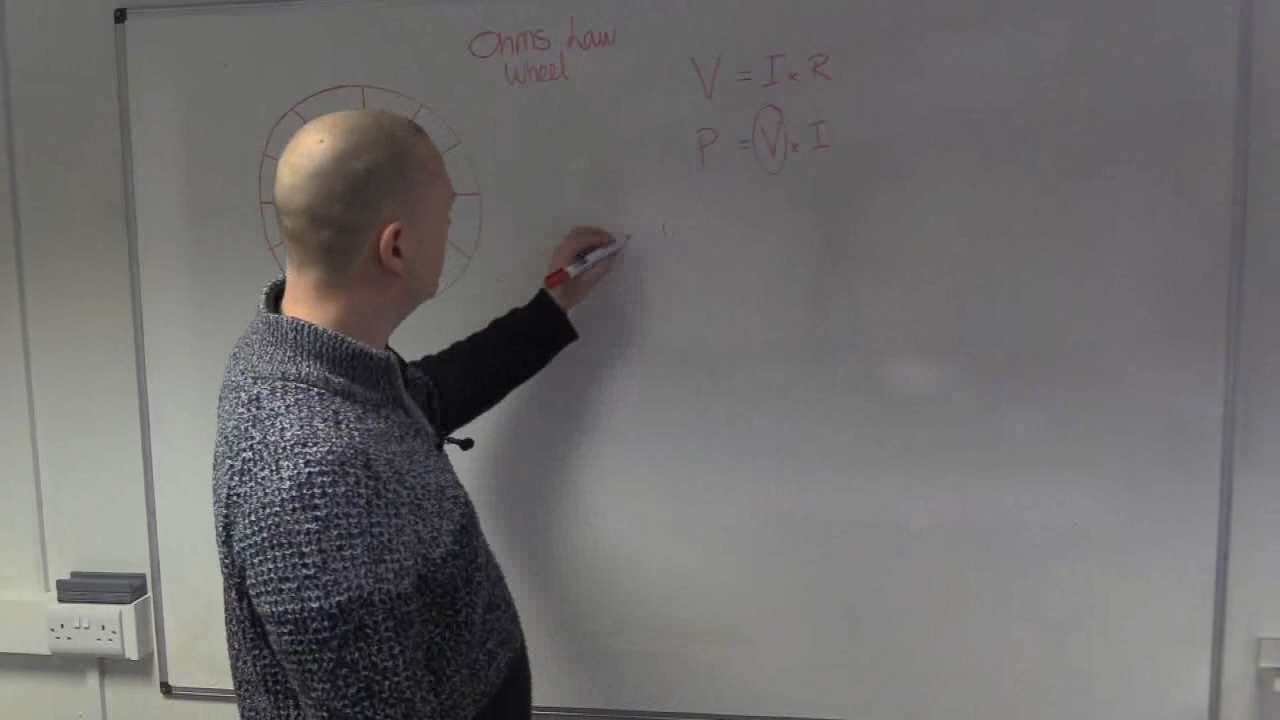 Ohms Law
Wheel
V = I × R
P = V × I